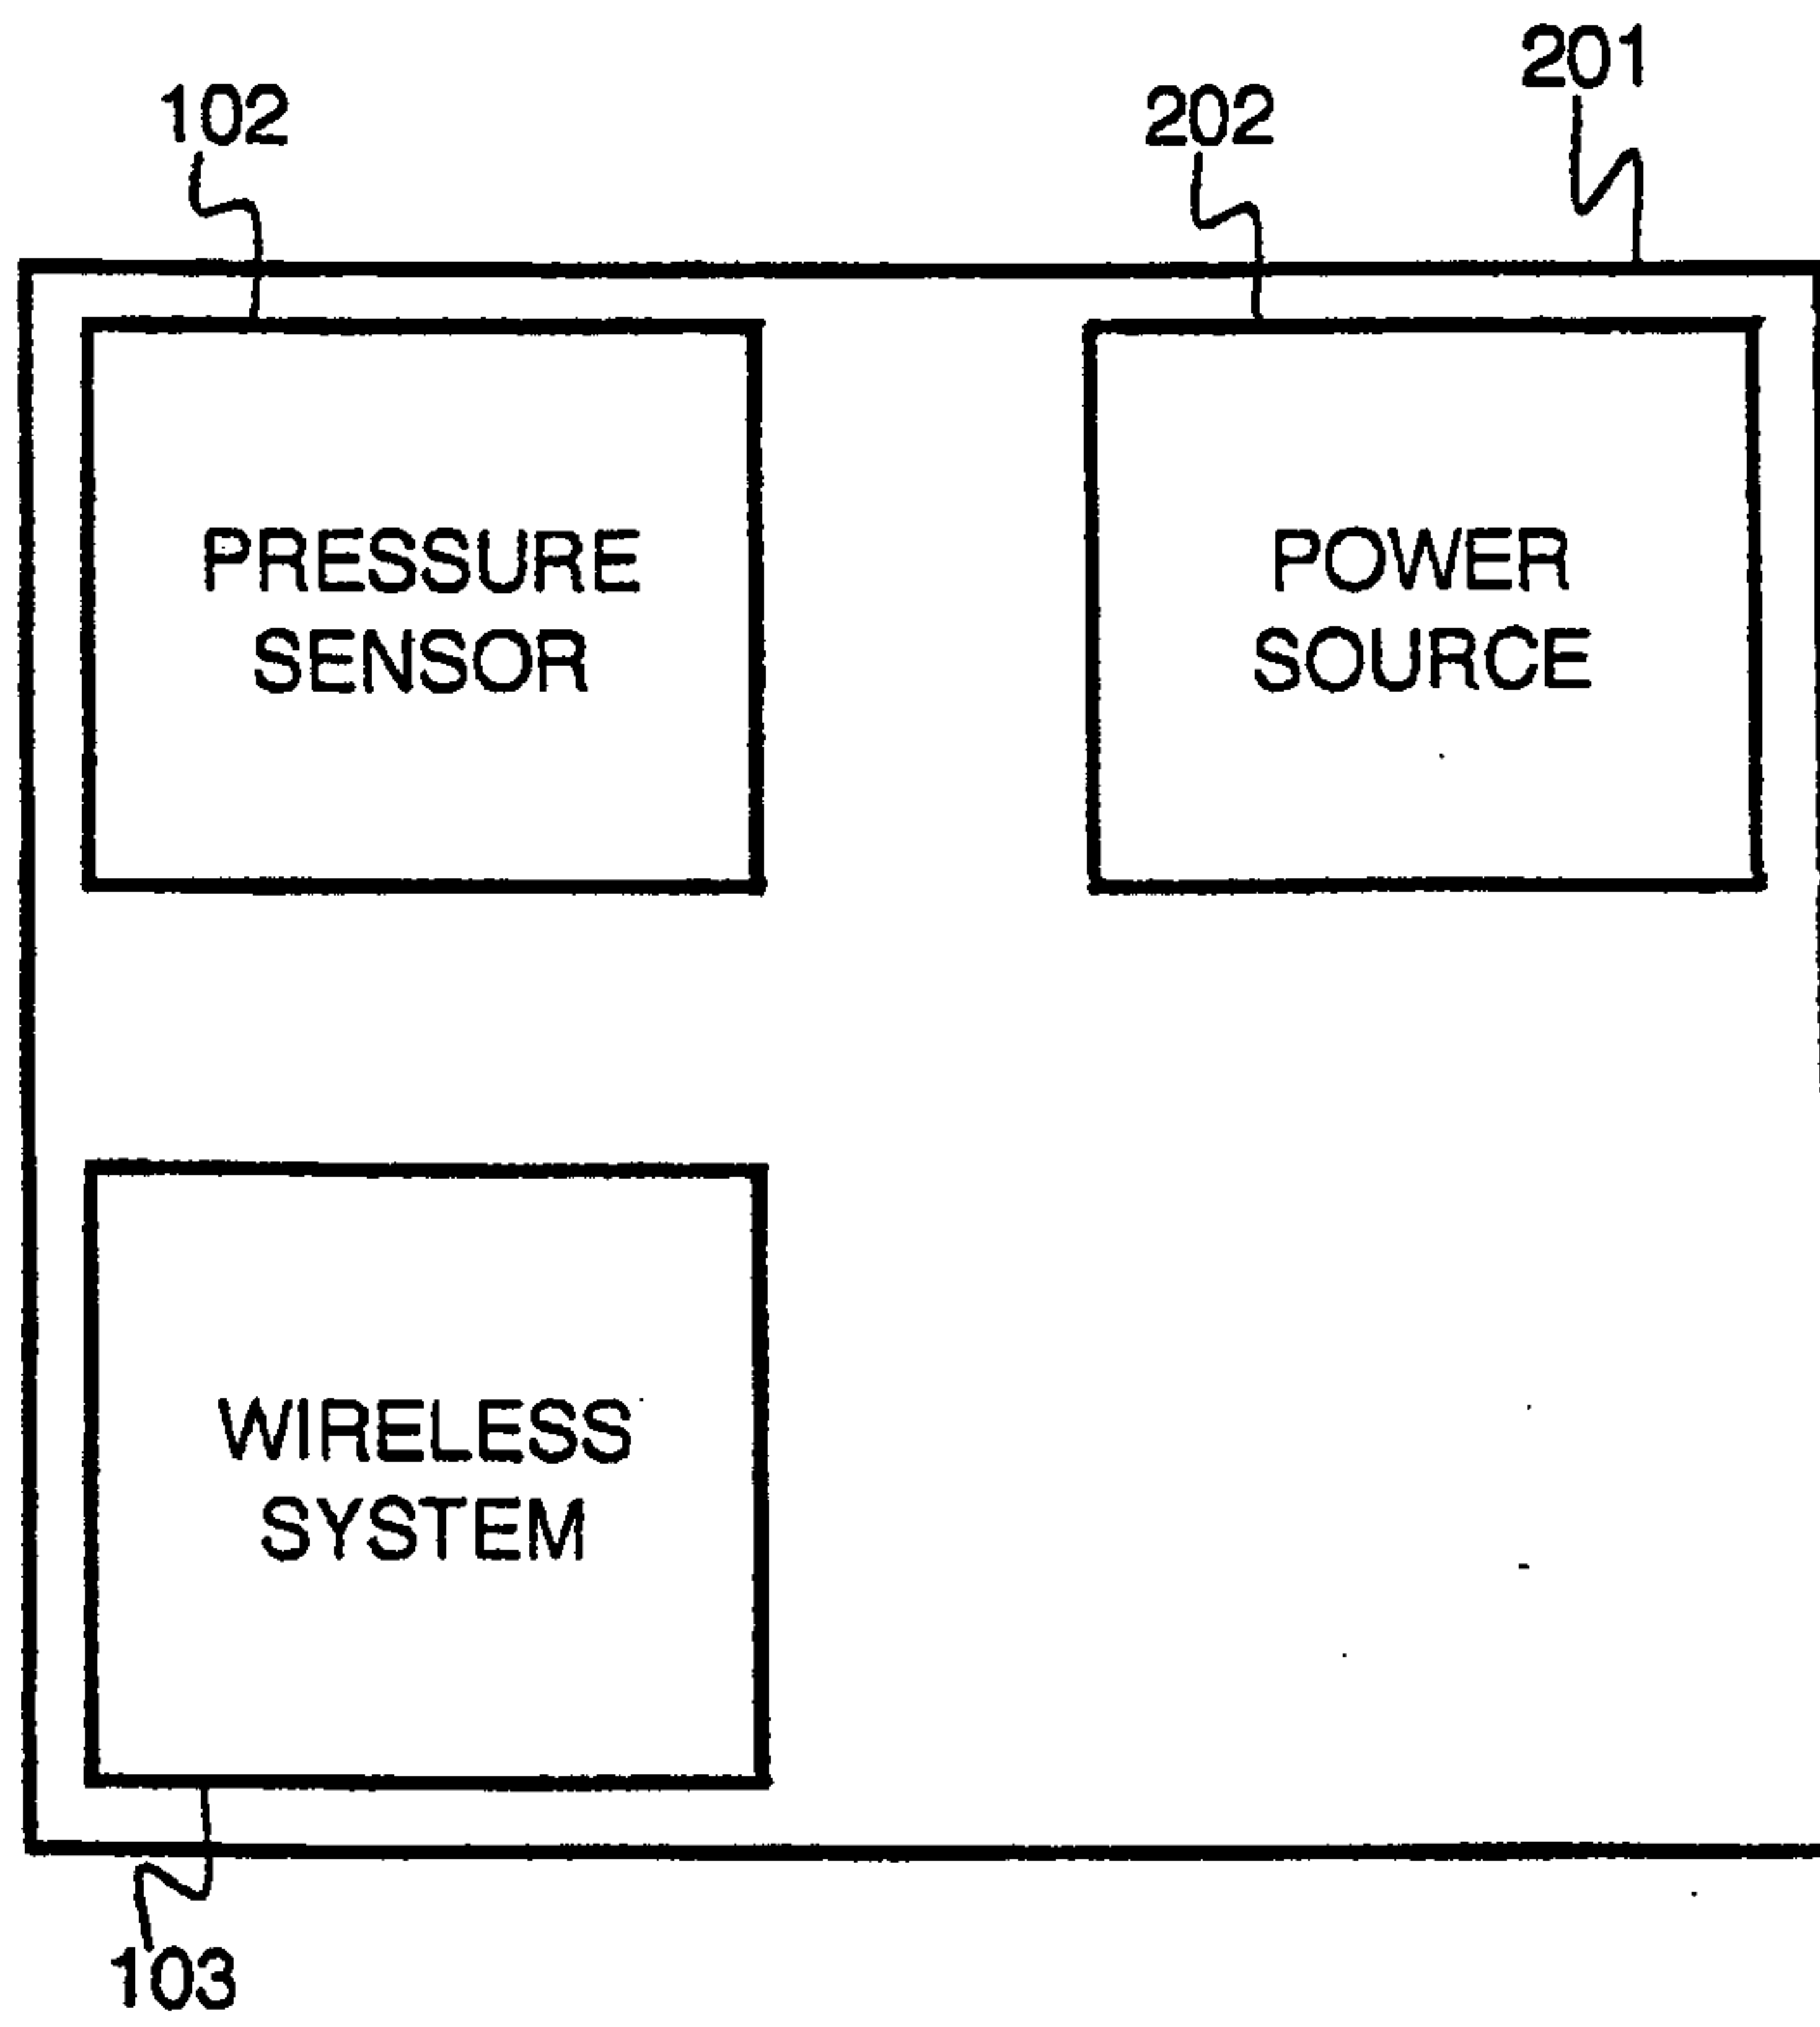 201
102
202
PRESSURE
SENSOR
POWER
SOURCE
WIRELESS
SYSTEM
103